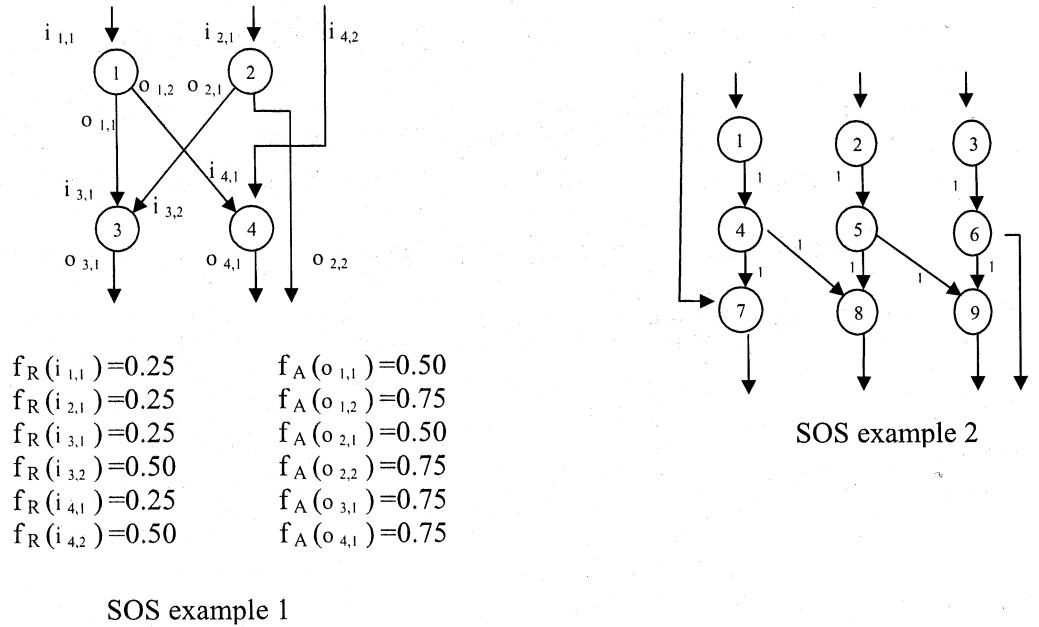 i 1,1 i 2,1 i 4,2
1 2
o 1,2 o 2,1
o 1,1
i 4,1
i 3,1 i 3,2
3 4
o 3,1 o 4,1 o 2,2
f R (i 1,1 ) =0.25 f A (o 1,1 ) =0.50
f R (i 2,1 ) =0.25 f A (o 1,2 ) =0.75
f R (i 3,1 ) =0.25 f A (o 2,1 ) =0.50
f R (i 3,2 ) =0.50 f A (o 2,2 ) =0.75
f R (i 4,1 ) =0.25 f A (o 3,1 ) =0.75
f R (i 4,2 ) =0.50 f A (o 4,1 ) =0.75
SOS example 1
1 2 3
1 1 1
4 5 6
1 1 1 1 1
7 8 9
SOS example 2